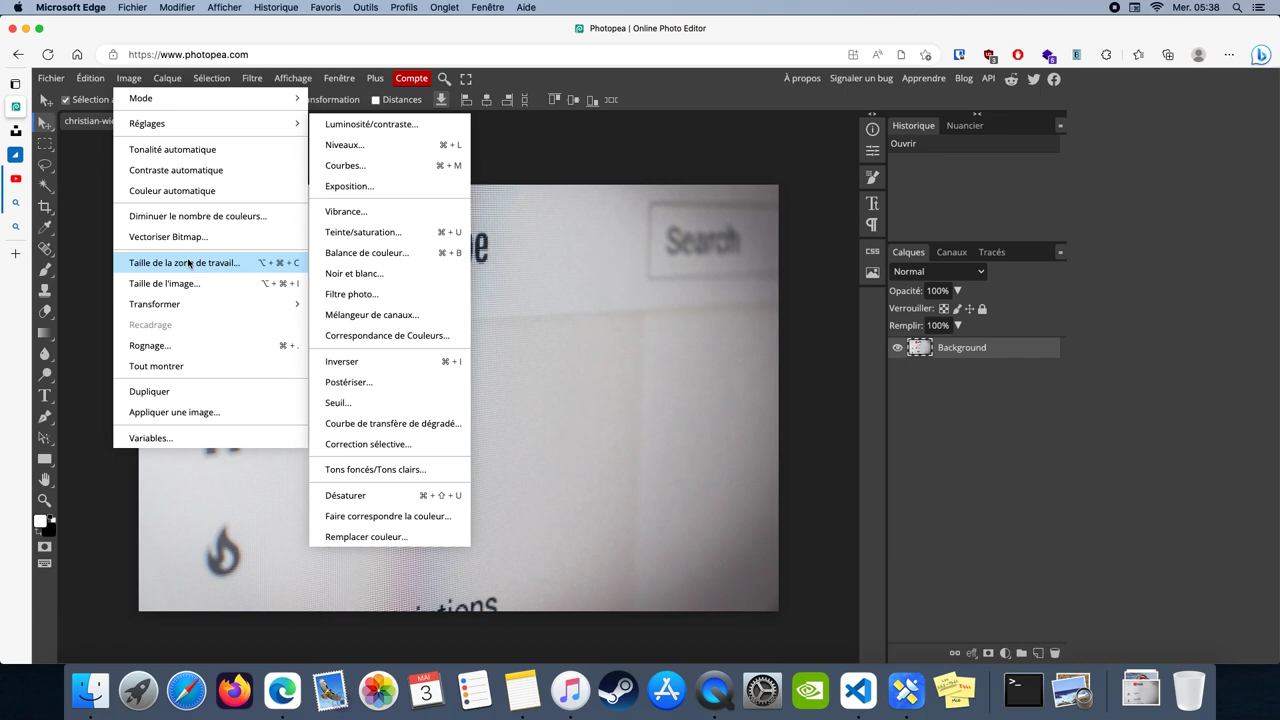 Microsoft Edge Fichier Modifier Afficher Historique Favoris Outils Profils Onglet Fenêtre Aide Mer. 05:38
Photopea | Online Photo Editor
https://www.photopea.com
Fichier Édition Image Calque Sélection Filtre Affichage Fenêtre Plus Compte À propos Signaler un bug Apprendre Blog API
Sélection a Mode > nsformation Distances
christian-wie Réglages > Historique Nuancier
Luminosité/contraste... Ouvrir
Tonalité automatique Niveaux... ⌘ + L
Contraste automatique Courbes... ⌘ + M
Couleur automatique Exposition...
Diminuer le nombre de couleurs... Vibrance...
Vectoriser Bitmap... Teinte/saturation... ⌘ + U
be Search
Balance de couleur... ⌘ + B Calques Canaux Tracés
Taille de la zone de travail... ⌥ + ⌘ + C Noir et blanc... Normal
Taille de l'image... ⌥ + ⌘ + I Filtre photo... Opacité: 100%
Transformer > Mélangeur de canaux... Verrouiller:
Recadrage Correspondance de Couleurs... Remplir: 100%
Rognage... ⌘ + . Background
Tout montrer Inverser ⌘ + I
Dupliquer Postériser...
Appliquer une image... Seuil...
Variables... Courbe de transfère de dégradé...
Correction sélective...
Tons foncés/Tons clairs...
Désaturer ⌘ + ⇧ + U
Faire correspondre la couleur...
Remplacer couleur...
tions
eff
MAI
3